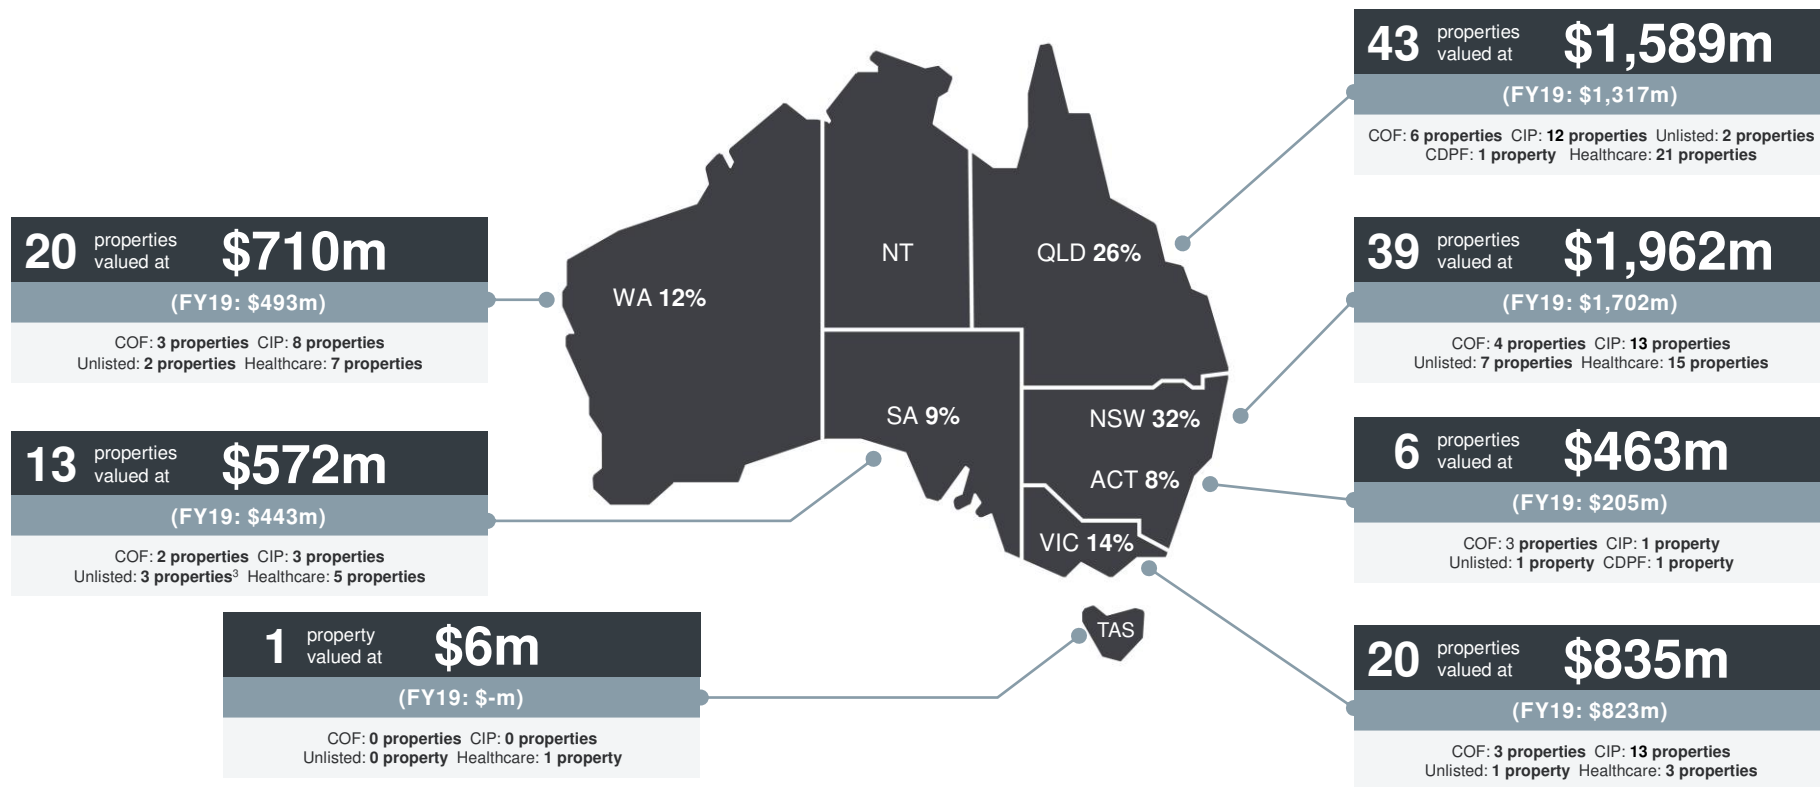 43 properties valued at $1,589m
(FY19: $1,317m)
COF: 6 properties CIP: 12 properties Unlisted: 2 properties
CDPF: 1 property Healthcare: 21 properties
20 properties valued at $710m
(FY19: $493m)
COF: 3 properties CIP: 8 properties
Unlisted: 2 properties Healthcare: 7 properties
39 properties valued at $1,962m
(FY19: $1,702m)
COF: 4 properties CIP: 13 properties
Unlisted: 7 properties Healthcare: 15 properties
NT
QLD 26%
WA 12%
SA 9%
NSW 32%
ACT 8%
VIC 14%
TAS
13 properties valued at $572m
(FY19: $443m)
COF: 2 properties CIP: 3 properties
Unlisted: 3 properties³ Healthcare: 5 properties
6 properties valued at $463m
(FY19: $205m)
COF: 3 properties CIP: 1 property
Unlisted: 1 property CDPF: 1 property
1 property valued at $6m
(FY19: $-m)
COF: 0 properties CIP: 0 properties
Unlisted: 0 property Healthcare: 1 property
20 properties valued at $835m
(FY19: $823m)
COF: 3 properties CIP: 13 properties
Unlisted: 1 property Healthcare: 3 properties